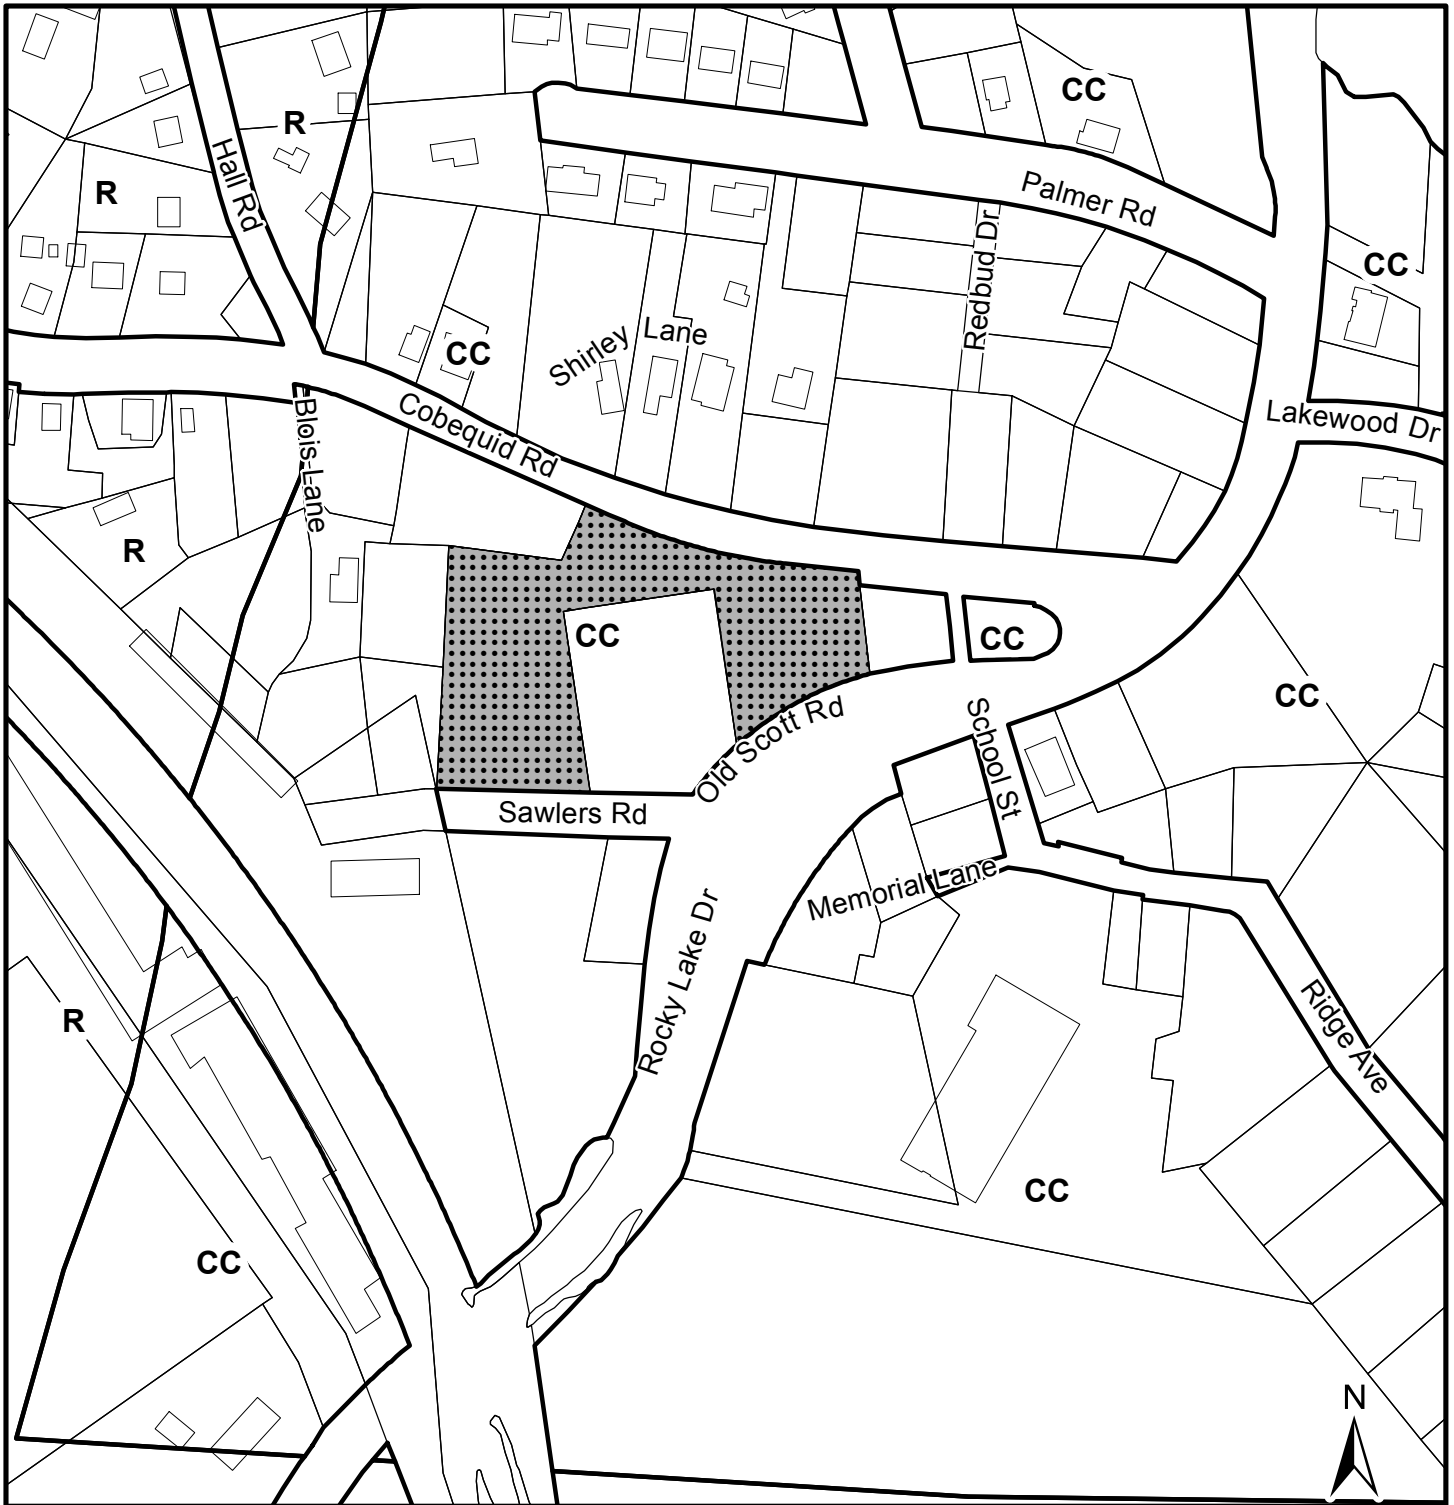 CC
R
Hall Rd
R
Palmer Rd
Redbud Dr
CC
Shirley Lane
CC
Cobequid Rd
Lakewood Dr
Blois Lane
R
CC
CC
CC
Old Scott Rd
School St
Sawlers Rd
Memorial Lane
Rocky Lake Dr
R
Ridge Ave
CC
CC
N